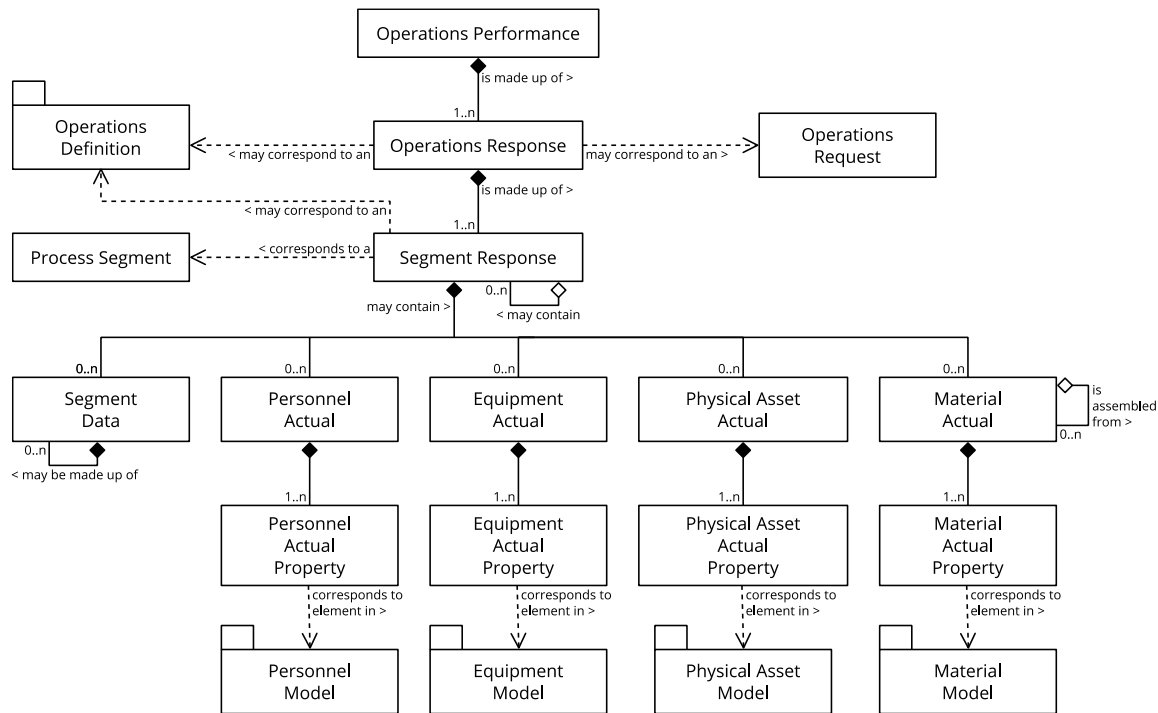 Operations Performance
is made up of >
1..n
Operations
Definition
< may correspond to an
Operations Response
may correspond to an >
Operations
Request
is made up of >
< may correspond to an
1..n
Process Segment
< corresponds to a
Segment Response
may contain >
0..n
< may contain
0..n
0..n
0..n
0..n
0..n
Segment
Data
Personnel
Actual
Equipment
Actual
Physical Asset
Actual
Material
Actual
is
assembled
from >
0..n
0..n
< may be made up of
1..n
1..n
1..n
1..n
Personnel
Actual
Property
Equipment
Actual
Property
Physical Asset
Actual
Property
Material
Actual
Property
corresponds to
element in >
corresponds to
element in >
corresponds to
element in >
corresponds to
element in >
Personnel
Model
Equipment
Model
Physical Asset
Model
Material
Model